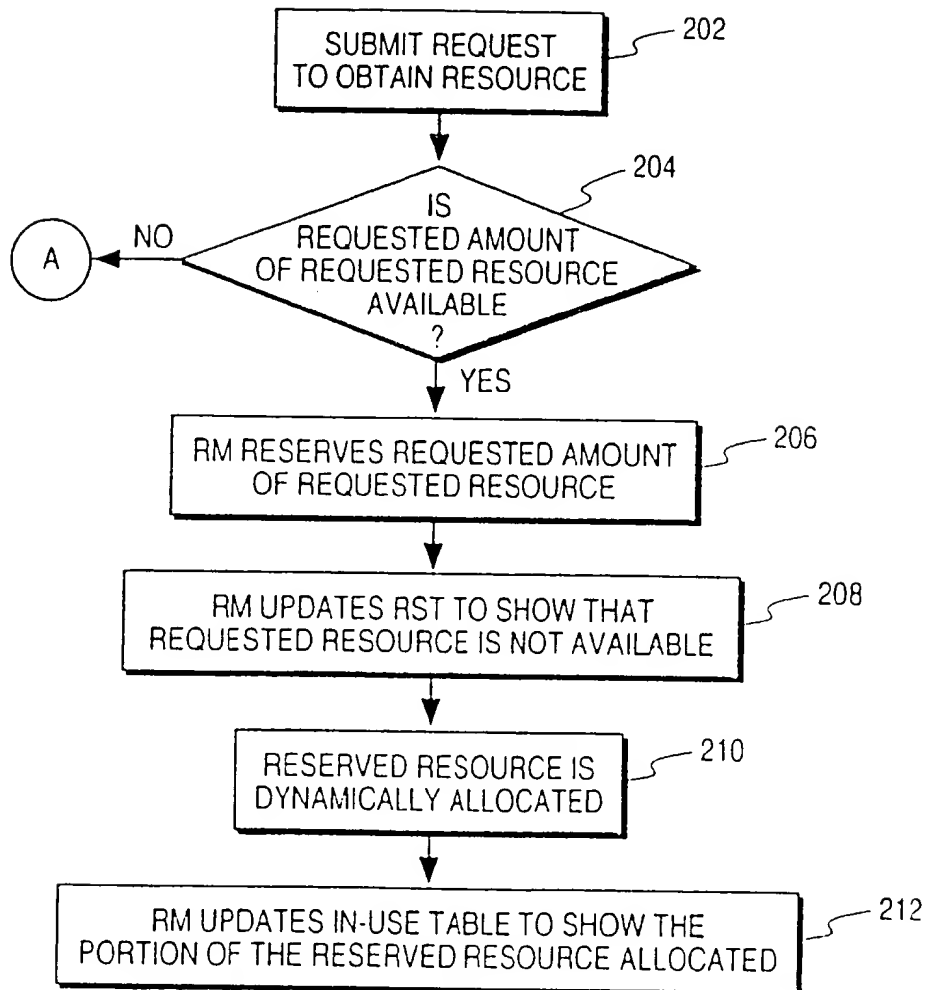 SUBMIT REQUEST
TO OBTAIN RESOURCE
202
204
IS
REQUESTED AMOUNT
OF REQUESTED RESOURCE
AVAILABLE
?
NO
A
YES
RM RESERVES REQUESTED AMOUNT
OF REQUESTED RESOURCE
206
RM UPDATES RST TO SHOW THAT
REQUESTED RESOURCE IS NOT AVAILABLE
208
RESERVED RESOURCE IS
DYNAMICALLY ALLOCATED
210
RM UPDATES IN-USE TABLE TO SHOW THE
PORTION OF THE RESERVED RESOURCE ALLOCATED
212